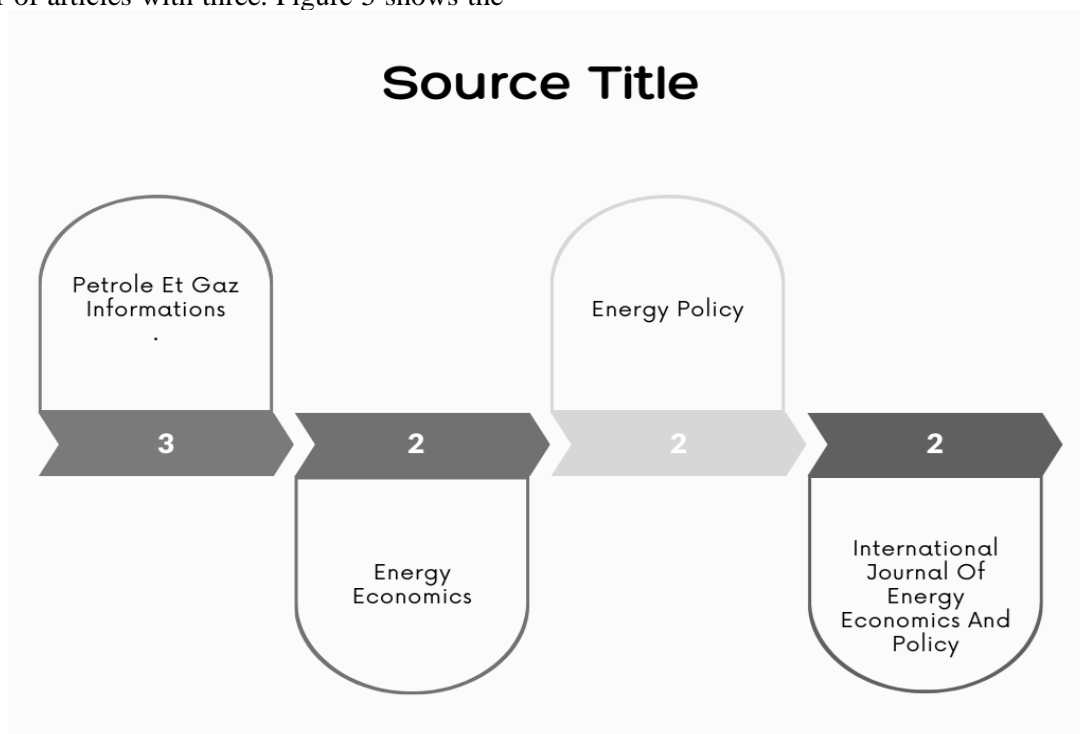 of articles with three. Figure 5 shows the
Source Title
Petrole Et Gaz
Informations
.
3
2
Energy
Economics
Energy Policy
2
2
International
Journal Of
Energy
Economics And
Policy